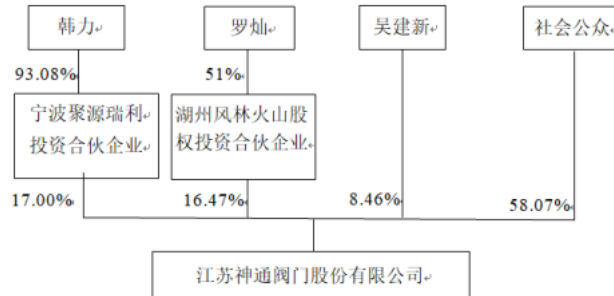 韩力
罗灿
吴建新
社会公众
93.08%
51%
宁波聚源瑞利
投资合伙企业
湖州风林火山股
权投资合伙企业
17.00%
16.47%
8.46%
58.07%
江苏神通阀门股份有限公司